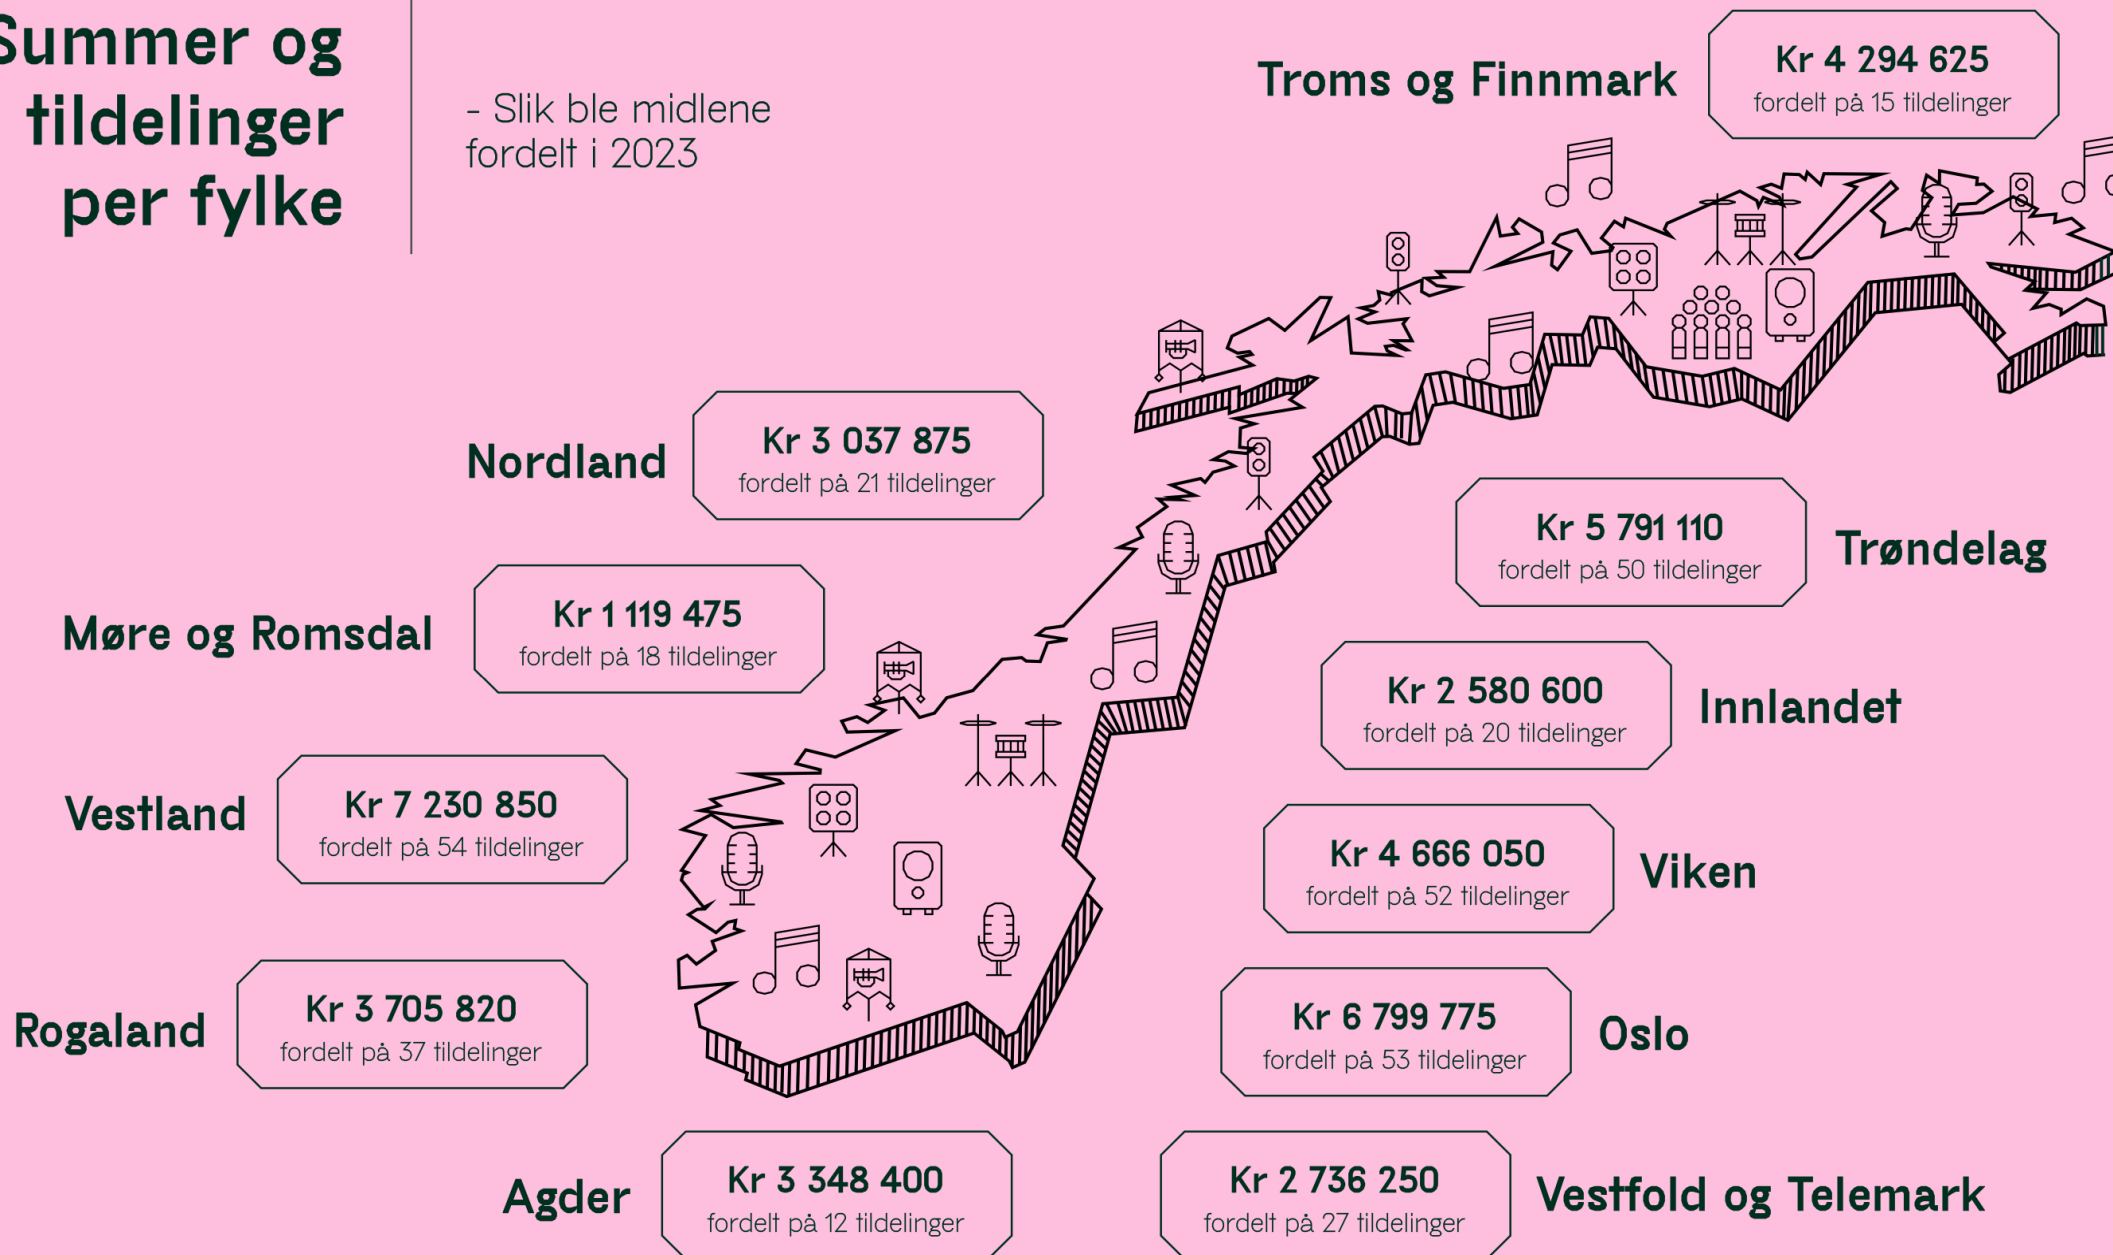 Summer og
tildelinger
per fylke
- Slik ble midlene
fordelt i 2023
Troms og Finnmark
Kr 4 294 625
fordelt på 15 tildelinger
Nordland
Kr 3 037 875
fordelt på 21 tildelinger
Kr 5 791 110
fordelt på 50 tildelinger
Trøndelag
Møre og Romsdal
Kr 1 119 475
fordelt på 18 tildelinger
Kr 2 580 600
fordelt på 20 tildelinger
Innlandet
Vestland
Kr 7 230 850
fordelt på 54 tildelinger
Kr 4 666 050
fordelt på 52 tildelinger
Viken
Rogaland
Kr 3 705 820
fordelt på 37 tildelinger
Kr 6 799 775
fordelt på 53 tildelinger
Oslo
Agder
Kr 3 348 400
fordelt på 12 tildelinger
Kr 2 736 250
fordelt på 27 tildelinger
Vestfold og Telemark